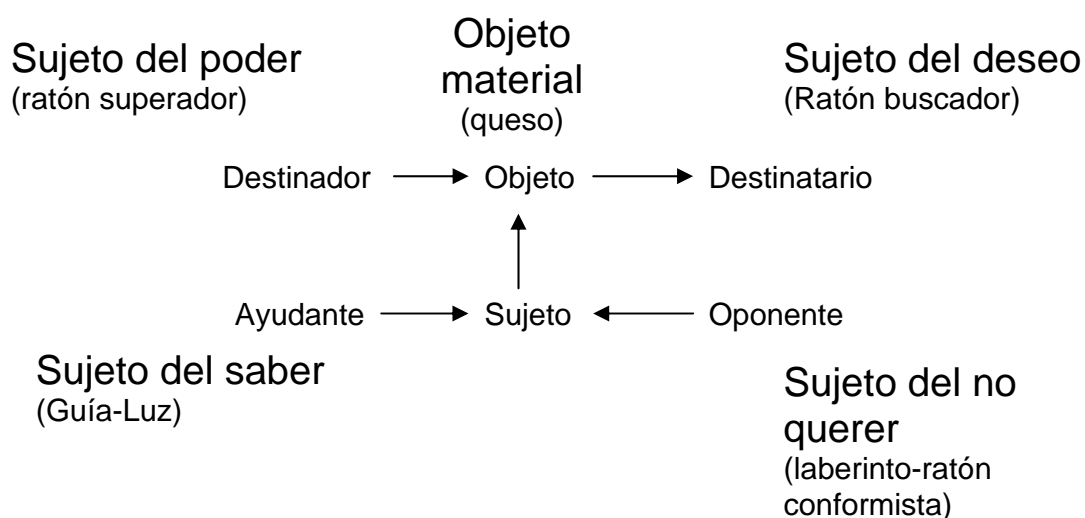 Sujeto del poder
(ratón superador)
Objeto
material
(queso)
Sujeto del deseo
(Ratón buscador)
Destinador
Objeto
Destinatario
Ayudante
Sujeto
Oponente
Sujeto del saber
(Guía-Luz)
Sujeto del no
querer
(laberinto-ratón
conformista)